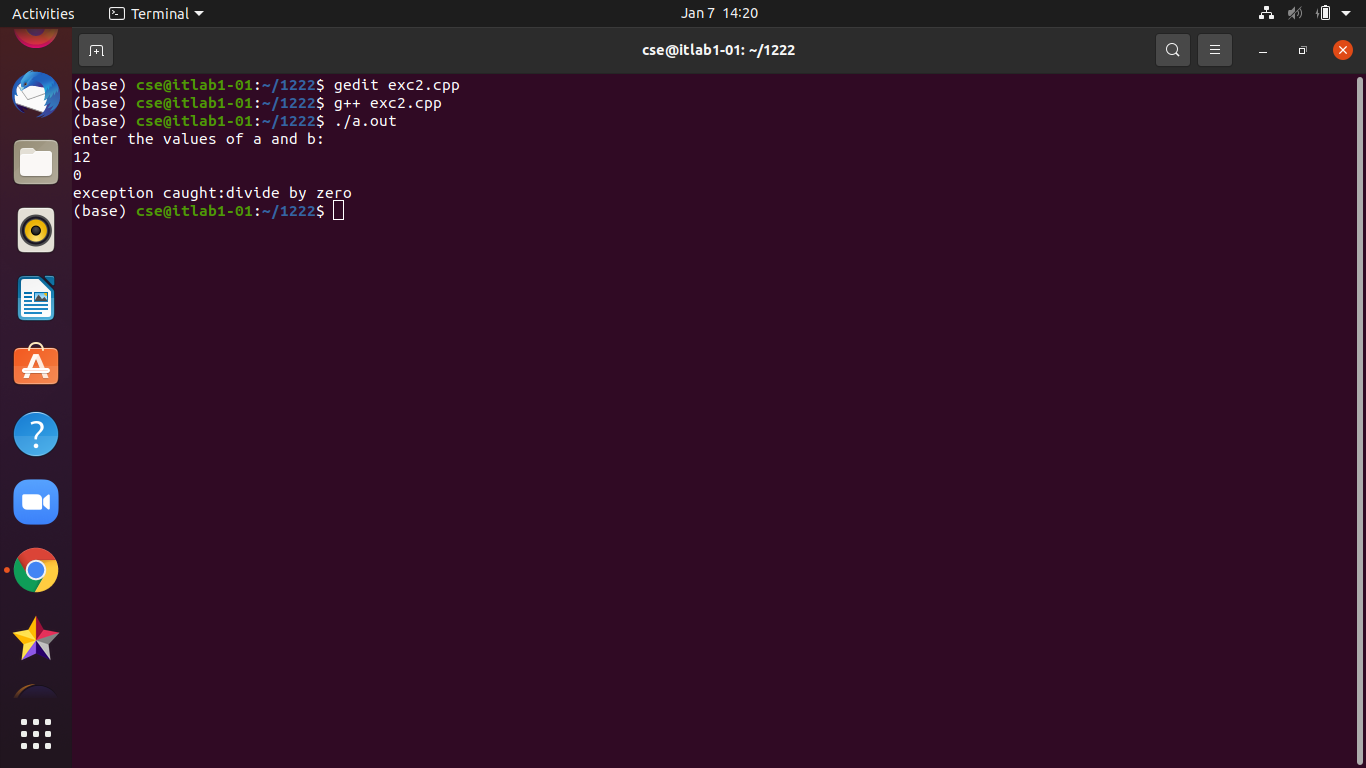 Activities Terminal Jan 7 14:20
cse@itlab1-01: ~/1222
(base) cse@itlab1-01:~/1222$ gedit exc2.cpp
(base) cse@itlab1-01:~/1222$ g++ exc2.cpp
(base) cse@itlab1-01:~/1222$ ./a.out
enter the values of a and b:
12
0
exception caught:divide by zero
(base) cse@itlab1-01:~/1222$